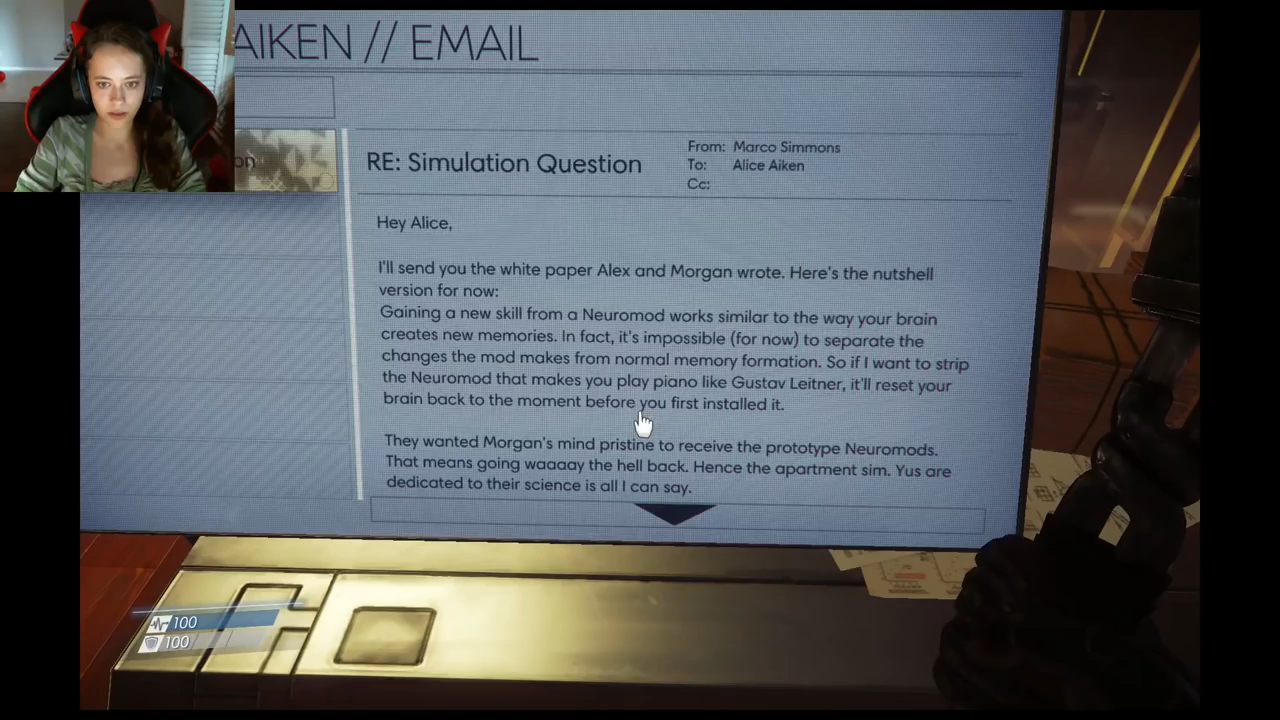 AIKEN // EMAIL
on
RE: Simulation Question
From: Marco Simmons
To: Alice Aiken
Cc:
Hey Alice,
I'll send you the white paper Alex and Morgan wrote. Here's the nutshell
version for now:
Gaining a new skill from a Neuromod works similar to the way your brain
creates new memories. In fact, it's impossible (for now) to separate the
changes the mod makes from normal memory formation. So if I want to strip
the Neuromod that makes you play piano like Gustav Leitner, it'll reset your
brain back to the moment before you first installed it.
They wanted Morgan's mind pristine to receive the prototype Neuromods.
That means going waaaay the hell back. Hence the apartment sim. Yus are
dedicated to their science is all I can say.
100
100